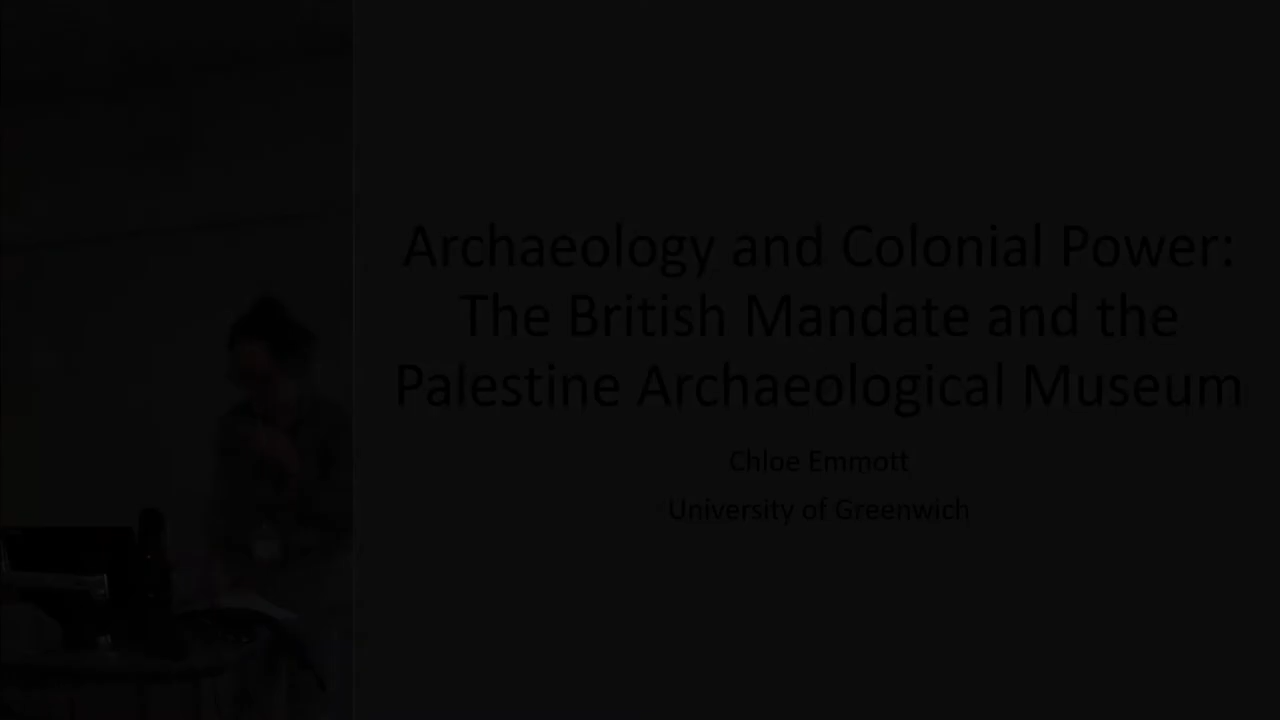 Archaeology and Colonial Power:
The British Mandate and the
Palestine Archaeological Museum
Chloe Emmott
University of Greenwich